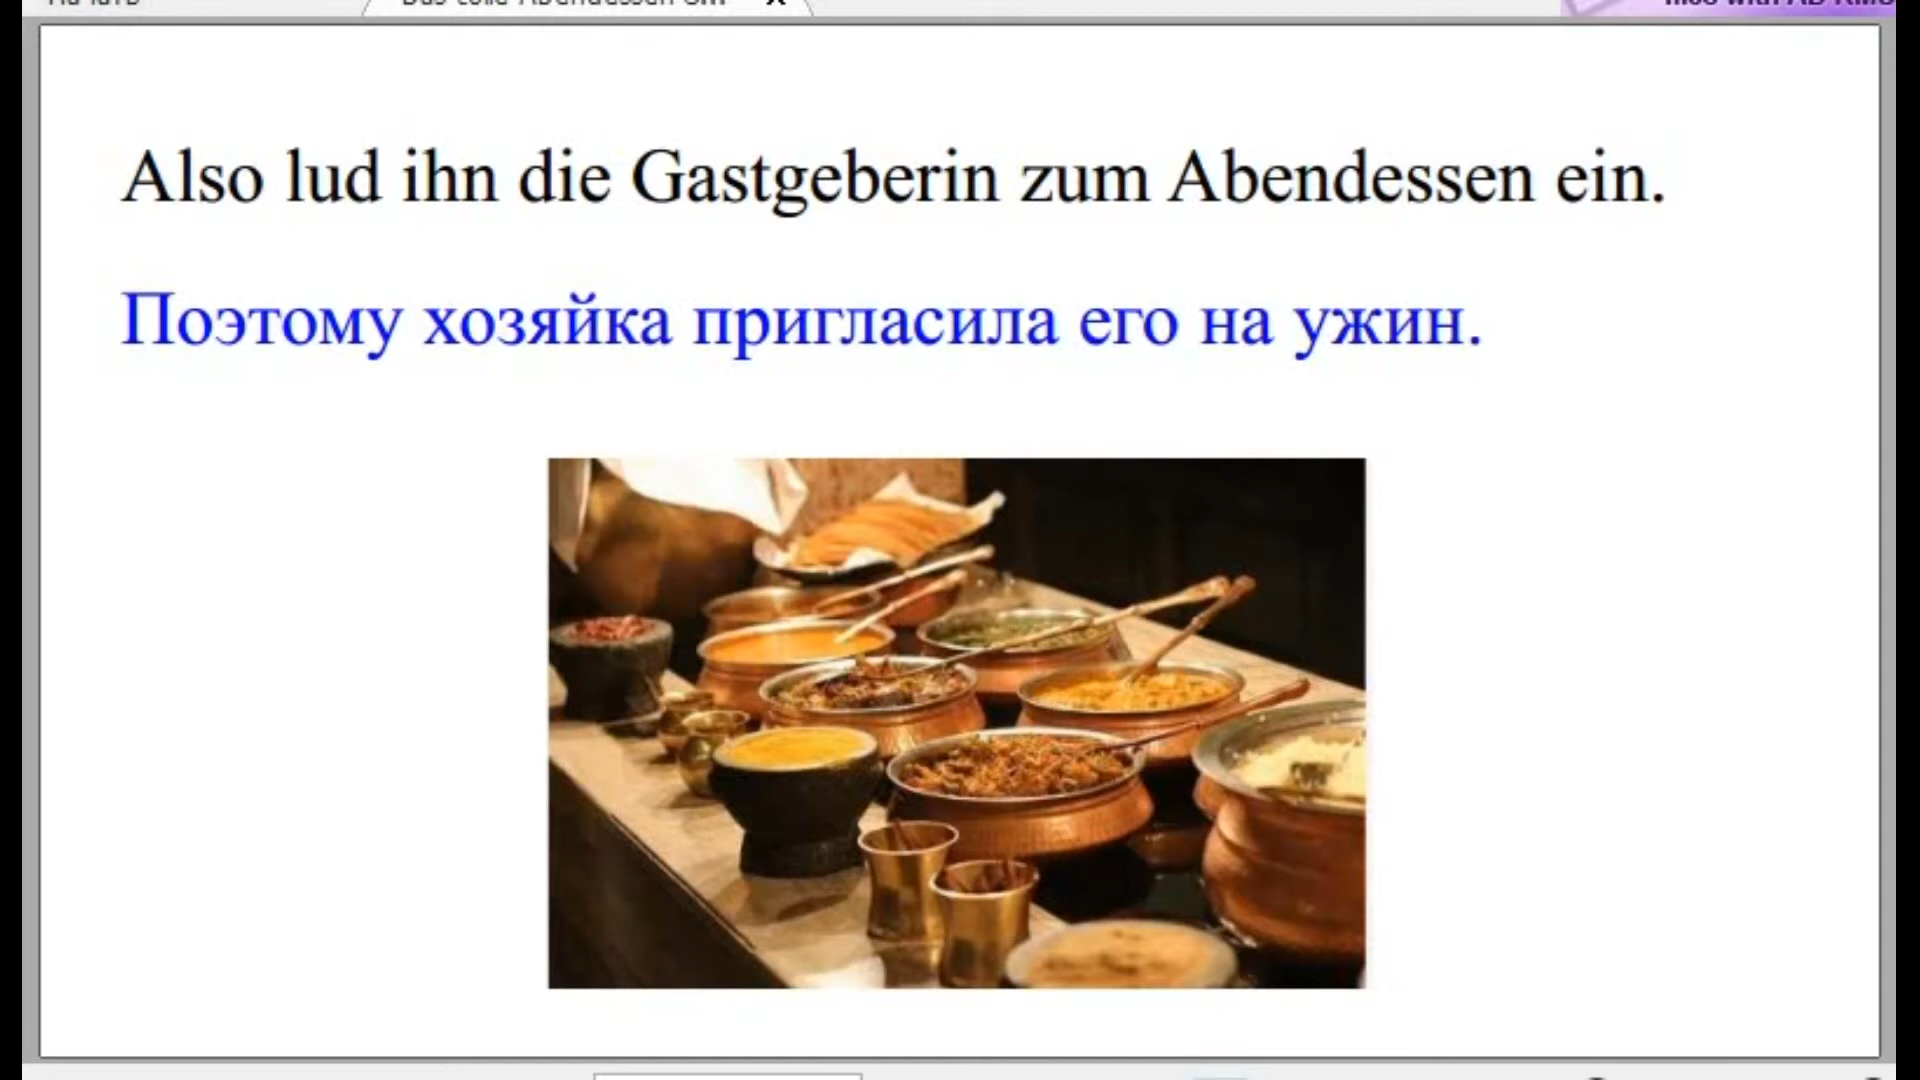 Also lud ihn die Gastgeberin zum Abendessen ein.
Поэтому хозяйка пригласила его на ужин.